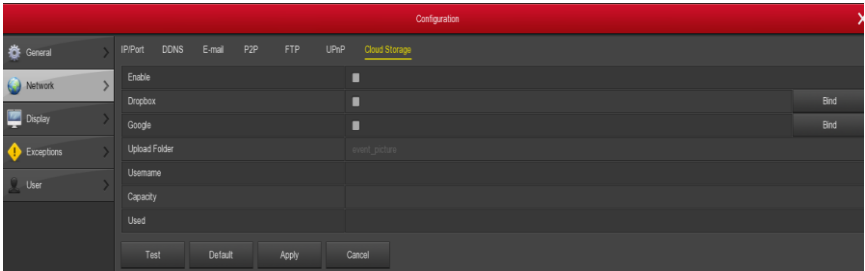 Configuration
General
Network
Display
Exceptions
User
IP/Port DDNS E-mail P2P FTP UPnP Cloud Storage
Enable
Dropbox Bind
Google Bind
Upload Folder event_picture
Username
Capacity
Used
Test Default Apply Cancel